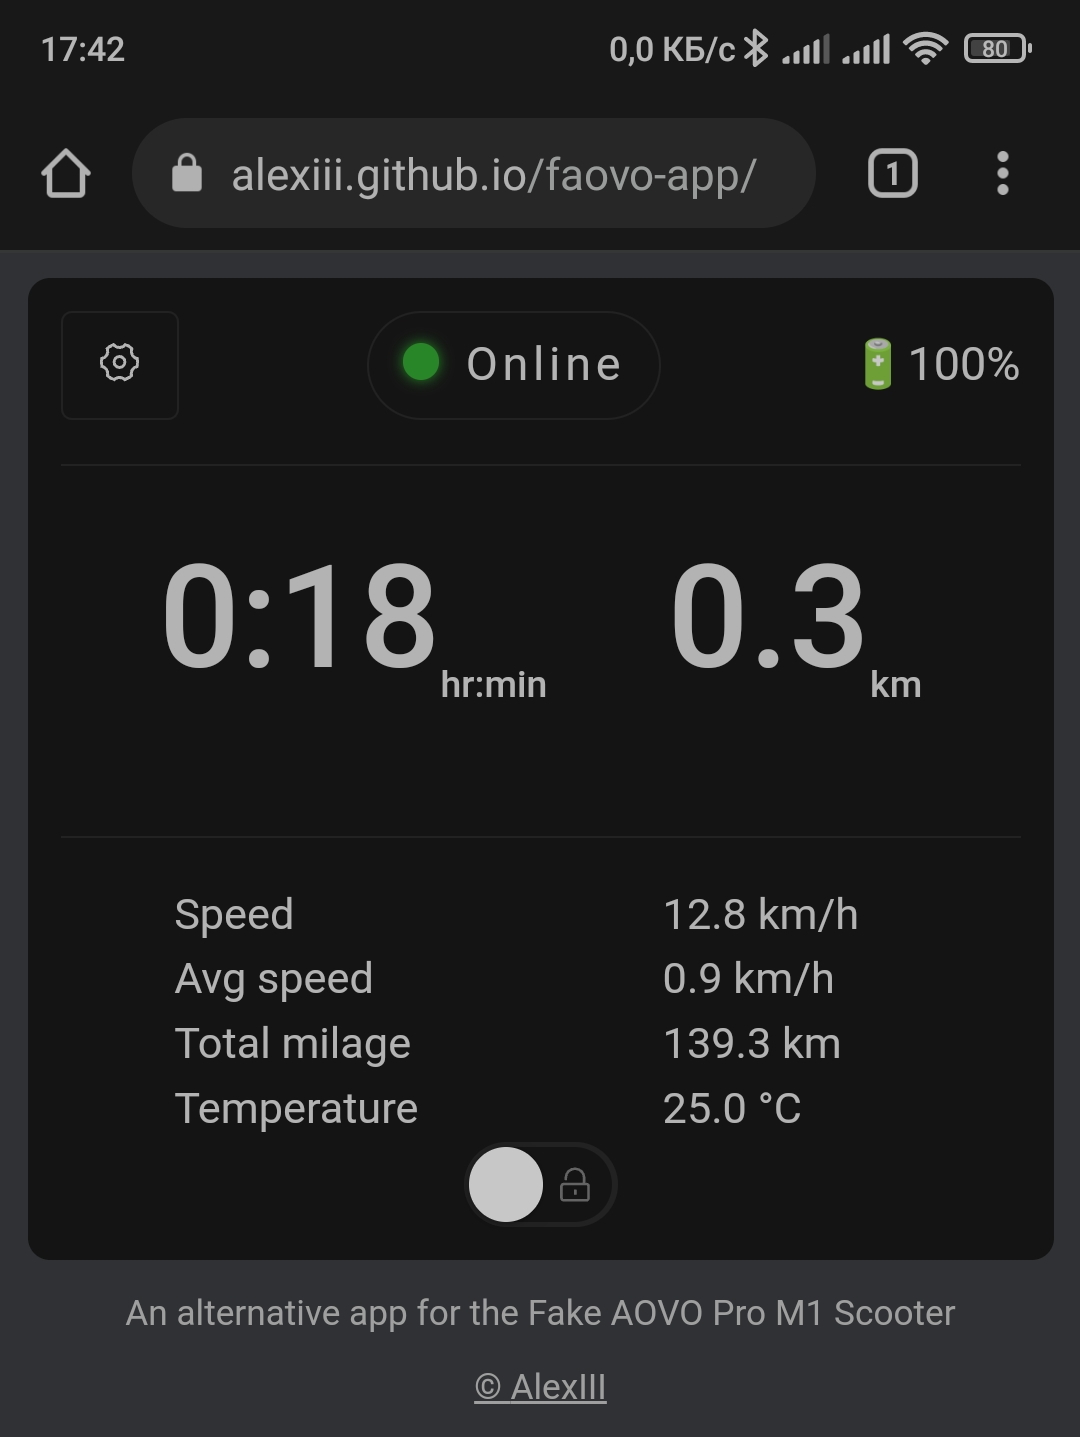 17:42 0,0 КБ/с 80
alexiii.github.io/faovo-app/ 1
Online 100%
0:18 hr:min 0.3 km
Speed 12.8 km/h
Avg speed 0.9 km/h
Total milage 139.3 km
Temperature 25.0 °C
An alternative app for the Fake AOVO Pro M1 Scooter
© AlexIII